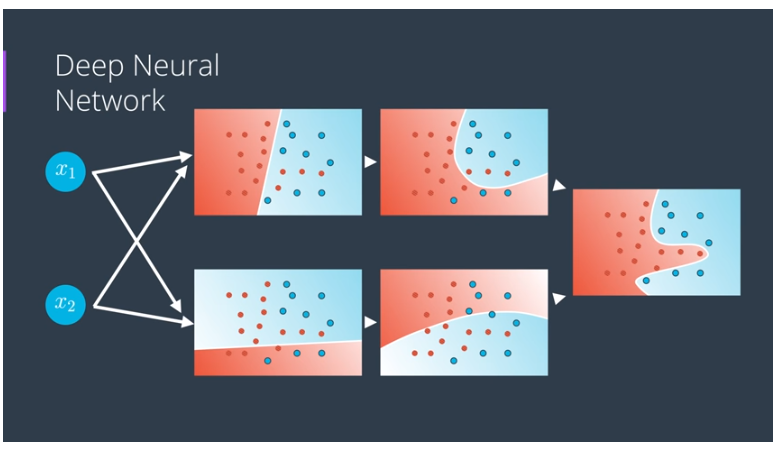 Deep Neural
Network
x₁
x₂